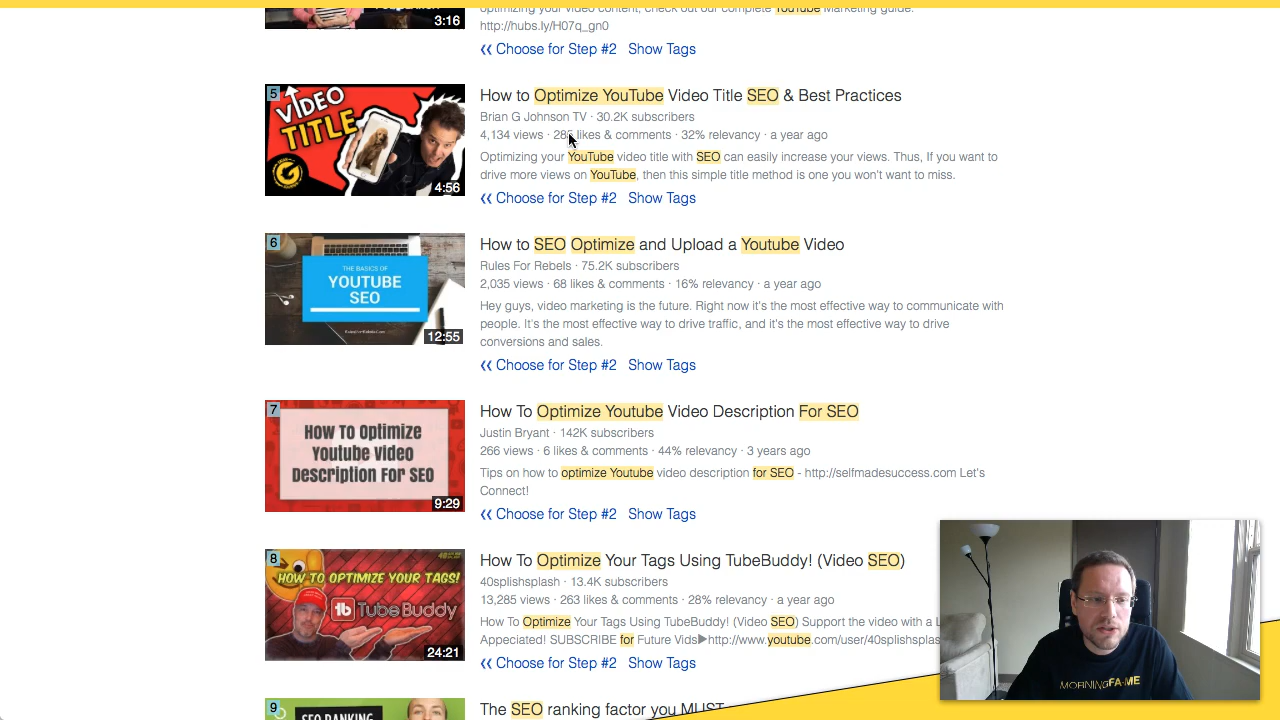 3:16
optimizing your video content, check out our complete YouTube Marketing guide:
http://hubs.ly/H07q_gn0
Choose for Step #2 Show Tags
5
VIDEO
TITLE
4:56
How to Optimize YouTube Video Title SEO & Best Practices
Brian G Johnson TV · 30.2K subscribers
4,134 views · 285 likes & comments · 32% relevancy · a year ago
Optimizing your YouTube video title with SEO can easily increase your views. Thus, If you want to
drive more views on YouTube, then this simple title method is one you won't want to miss.
Choose for Step #2 Show Tags
6
THE BASICS OF
YOUTUBE
SEO
12:55
How to SEO Optimize and Upload a Youtube Video
Rules For Rebels · 75.2K subscribers
2,035 views · 68 likes & comments · 16% relevancy · a year ago
Hey guys, video marketing is the future. Right now it's the most effective way to communicate with
people. It's the most effective way to drive traffic, and it's the most effective way to drive
conversions and sales.
Choose for Step #2 Show Tags
7
How To Optimize
Youtube Video
Description For SEO
9:29
How To Optimize Youtube Video Description For SEO
Justin Bryant · 142K subscribers
266 views · 6 likes & comments · 44% relevancy · 3 years ago
Tips on how to optimize Youtube video description for SEO - http://selfmadesuccess.com Let's
Connect!
Choose for Step #2 Show Tags
8
HOW TO OPTIMIZE YOUR TAGS!
tb TubeBuddy
24:21
How To Optimize Your Tags Using TubeBuddy! (Video SEO)
40splishsplash · 13.4K subscribers
13,285 views · 263 likes & comments · 28% relevancy · a year ago
How To Optimize Your Tags Using TubeBuddy! (Video SEO) Support the video with a L
Appeciated! SUBSCRIBE for Future Vids▶http://www.youtube.com/user/40splishsplas
Choose for Step #2 Show Tags
9
SEO RANKING
The SEO ranking factor you MUST
MORNINGFA·ME